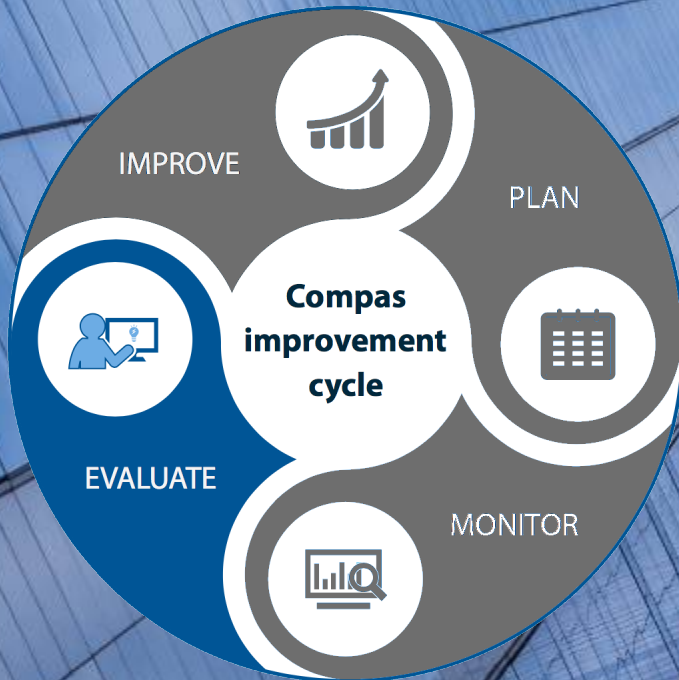 IMPROVE
PLAN
Compas
improvement
cycle
EVALUATE
MONITOR